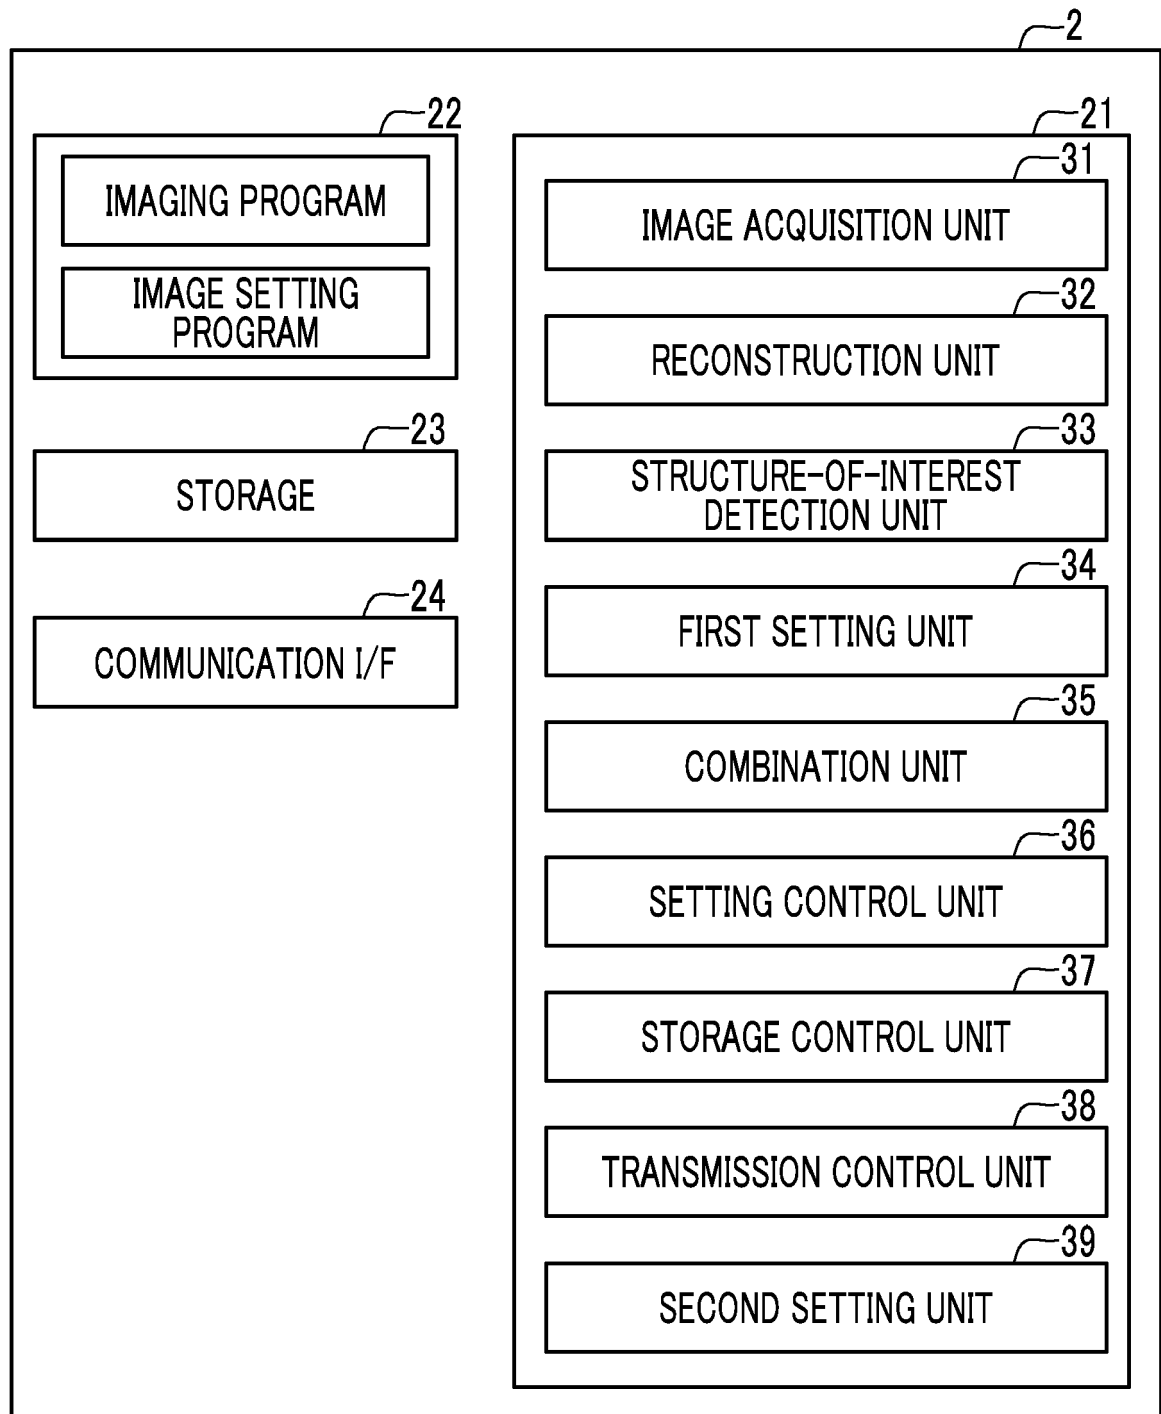 2
22
IMAGING PROGRAM
IMAGE SETTING
PROGRAM
23
STORAGE
24
COMMUNICATION I/F
21
31
IMAGE ACQUISITION UNIT
32
RECONSTRUCTION UNIT
33
STRUCTURE-OF-INTEREST
DETECTION UNIT
34
FIRST SETTING UNIT
35
COMBINATION UNIT
36
SETTING CONTROL UNIT
37
STORAGE CONTROL UNIT
38
TRANSMISSION CONTROL UNIT
39
SECOND SETTING UNIT